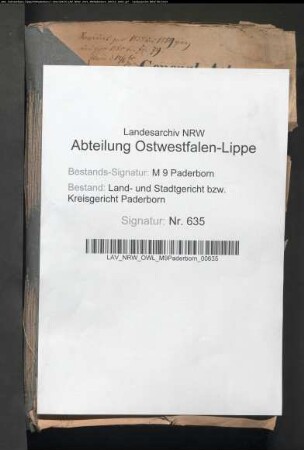 Landesarchiv NRW
Abteilung Ostwestfalen-Lippe
Bestands-Signatur: M 9 Paderborn
Bestand: Land- und Stadtgericht bzw.
Kreisgericht Paderborn
Signatur: Nr. 635
LAV_NRW_OWL_M9Paderborn_00635